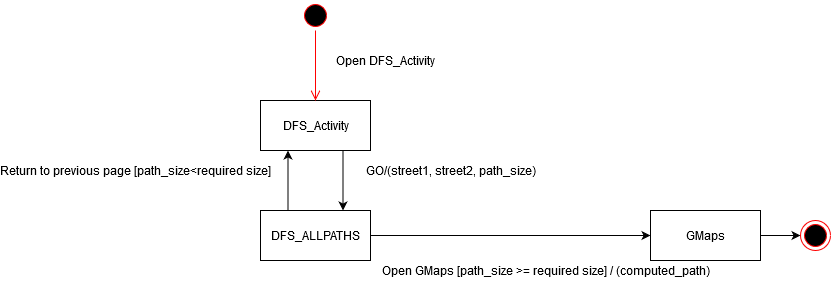 Open DFS_Activity
DFS_Activity
Return to previous page [path_size<required size]
GO/(street1, street2, path_size)
DFS_ALLPATHS
GMaps
Open GMaps [path_size >= required size] / (computed_path)